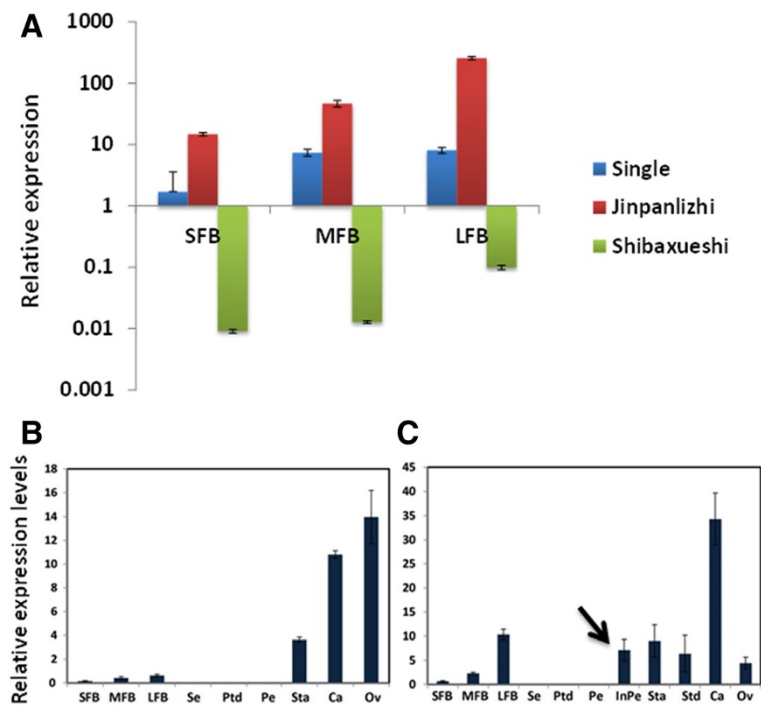 A
Relative expression
1000
100
10
1
0.1
0.01
0.001
SFB MFB LFB
Single
Jinpanlizhi
Shibaxueshi
B
Relative expression levels
18
16
14
12
10
8
6
4
2
0
SFB MFB LFB Se Ptd Pe Sta Ca Ov
C
45
40
35
30
25
20
15
10
5
0
SFB MFB LFB Se Ptd Pe InPe Sta Std Ca Ov